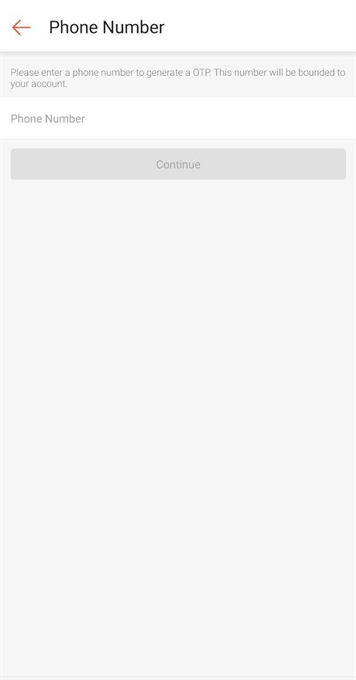 Phone Number
Please enter a phone number to generate a OTP. This number will be bounded to
your account.
Phone Number
Continue